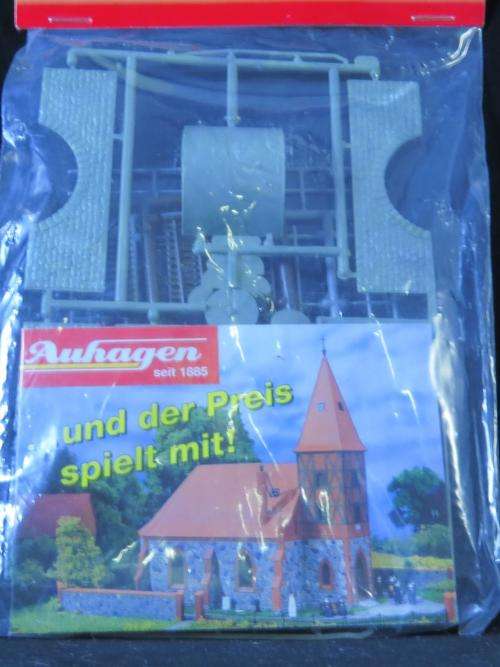 Auhagen
seit 1885
und der Preis
spielt mit!